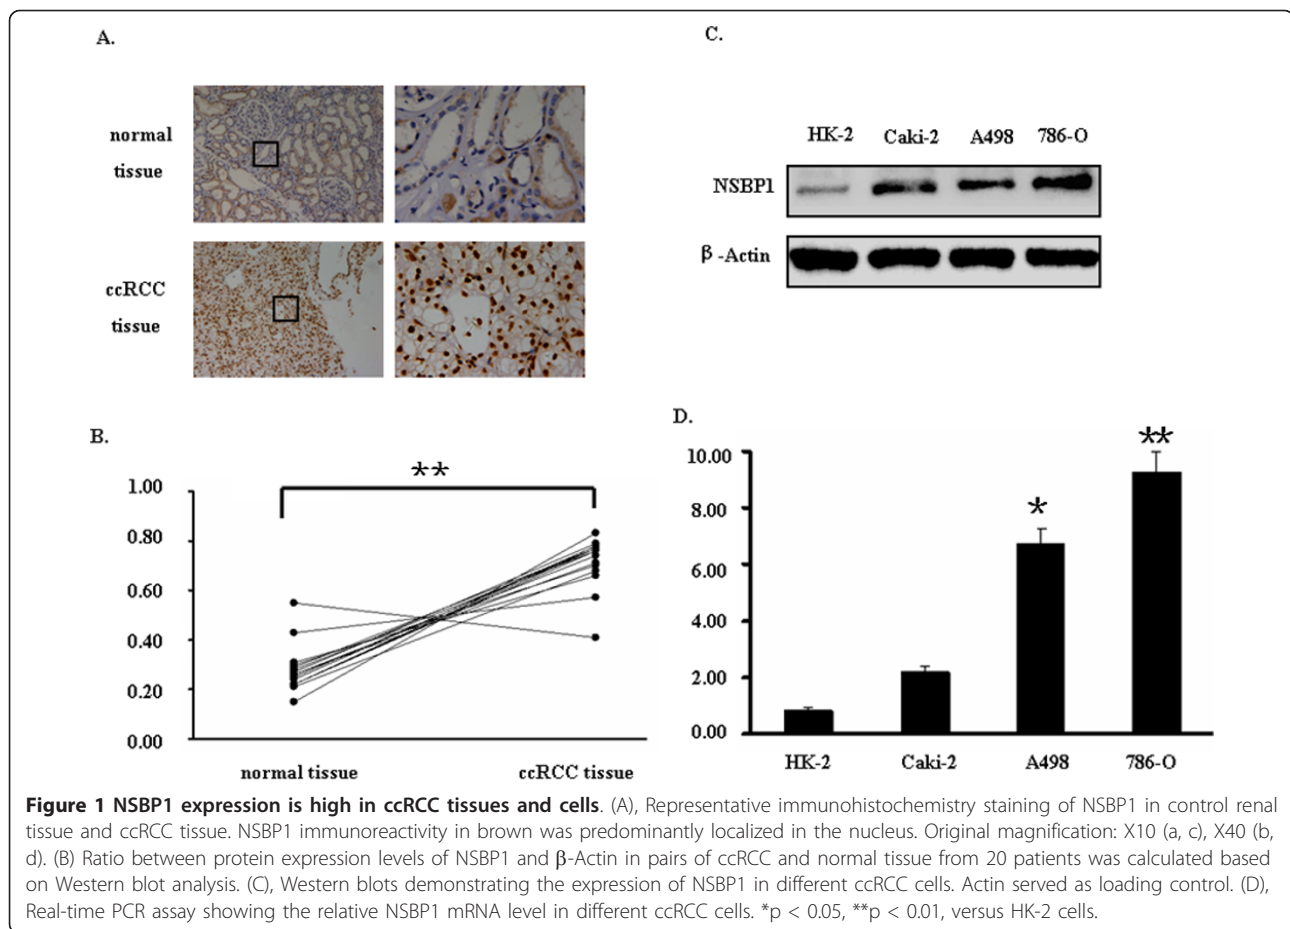 A.
normal
tissue
ccRCC
tissue
B.
**
1.00
0.80
0.60
0.40
0.20
0.00
normal tissue
ccRCC tissue
C.
HK-2 Caki-2 A498 786-O
NSBP1
β -Actin
D.
10.00
8.00
6.00
4.00
2.00
0.00
*
**
HK-2 Caki-2 A498 786-O
Figure 1 NSBP1 expression is high in ccRCC tissues and cells. (A), Representative immunohistochemistry staining of NSBP1 in control renal
tissue and ccRCC tissue. NSBP1 immunoreactivity in brown was predominantly localized in the nucleus. Original magnification: X10 (a, c), X40 (b,
d). (B) Ratio between protein expression levels of NSBP1 and β-Actin in pairs of ccRCC and normal tissue from 20 patients was calculated based
on Western blot analysis. (C), Western blots demonstrating the expression of NSBP1 in different ccRCC cells. Actin served as loading control. (D),
Real-time PCR assay showing the relative NSBP1 mRNA level in different ccRCC cells. *p < 0.05, **p < 0.01, versus HK-2 cells.